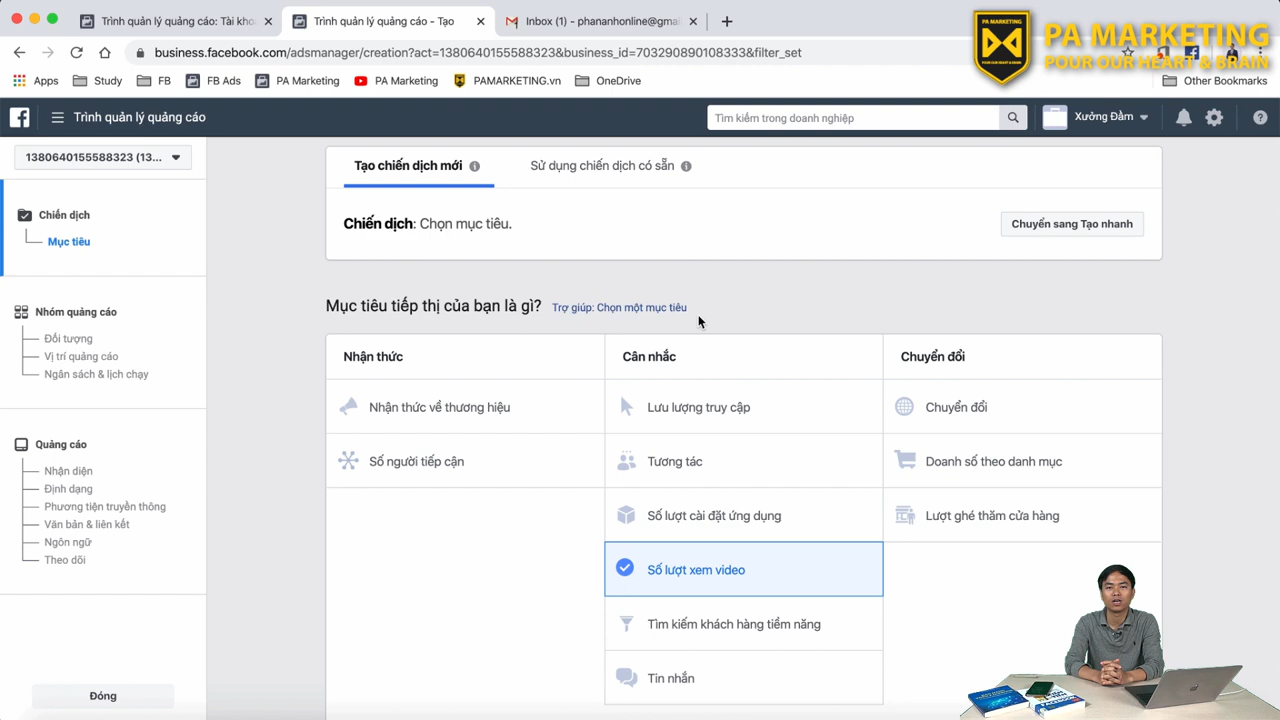 Trình quản lý quảng cáo: Tài kho
Trình quản lý quảng cáo - Tạo
Inbox (1) - phananhonline@gmai
business.facebook.com/adsmanager/creation?act=1380640155588323&business_id=703290890108333&filter_set
PA MARKETING
PA MARKETING
POUR OUR HEART & BRAIN
POUR OUR HEART & BRAIN
Apps
Study
FB
FB Ads
PA Marketing
PA Marketing
PAMARKETING.vn
OneDrive
Other Bookmarks
Trình quản lý quảng cáo
Tìm kiếm trong doanh nghiệp
Xưởng Đầm
1380640155588323 (13...
Chiến dịch
Mục tiêu
Nhóm quảng cáo
Đối tượng
Vị trí quảng cáo
Ngân sách & lịch chạy
Quảng cáo
Nhận diện
Định dạng
Phương tiện truyền thông
Văn bản & liên kết
Ngôn ngữ
Theo dõi
Đóng
Tạo chiến dịch mới
Sử dụng chiến dịch có sẵn
Chiến dịch: Chọn mục tiêu.
Chuyển sang Tạo nhanh
Mục tiêu tiếp thị của bạn là gì?
Trợ giúp: Chọn một mục tiêu
Nhận thức
Cân nhắc
Chuyển đổi
Nhận thức về thương hiệu
Lưu lượng truy cập
Chuyển đổi
Số người tiếp cận
Tương tác
Doanh số theo danh mục
Số lượt cài đặt ứng dụng
Lượt ghé thăm cửa hàng
Số lượt xem video
Tìm kiếm khách hàng tiềm năng
Tin nhắn